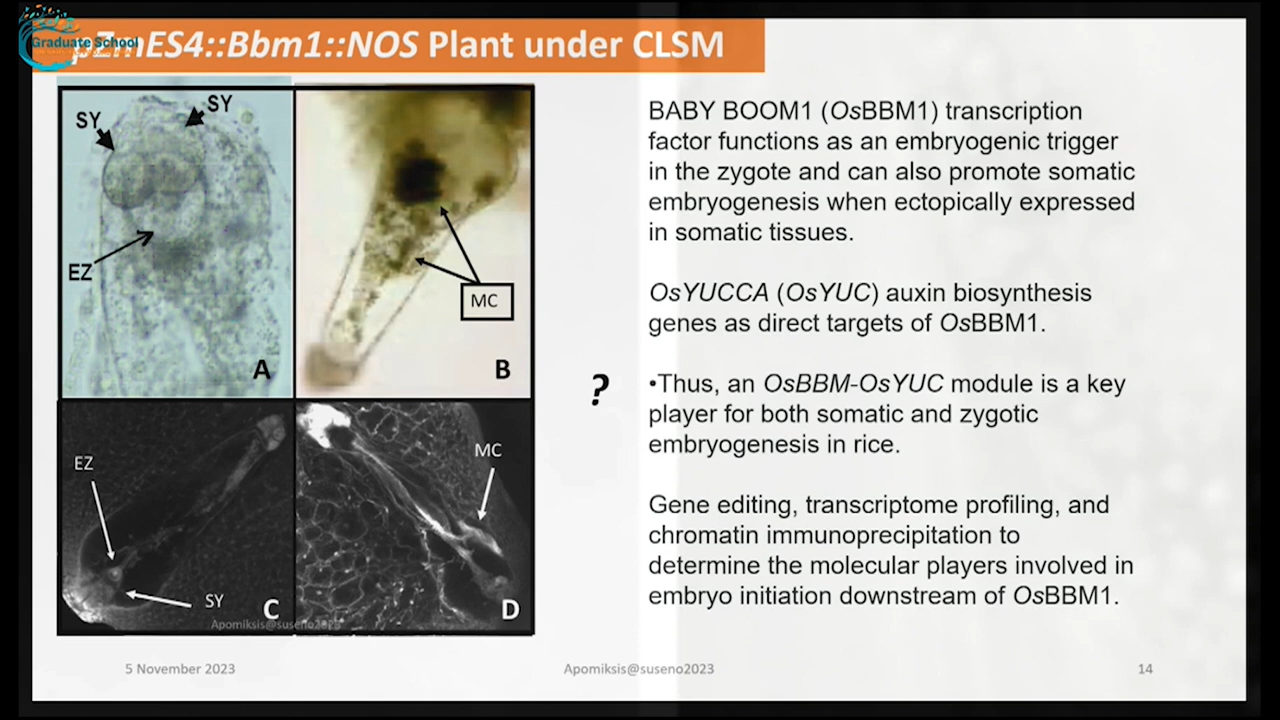 Graduate School
pZmES4::Bbm1::NOS Plant under CLSM
SY
SY
EZ
A
MC
B
EZ
SY
C
MC
D
Apomiksis@suseno2023
?
BABY BOOM1 (OsBBM1) transcription
factor functions as an embryogenic trigger
in the zygote and can also promote somatic
embryogenesis when ectopically expressed
in somatic tissues.
OsYUCCA (OsYUC) auxin biosynthesis
genes as direct targets of OsBBM1.
•Thus, an OsBBM-OsYUC module is a key
player for both somatic and zygotic
embryogenesis in rice.
Gene editing, transcriptome profiling, and
chromatin immunoprecipitation to
determine the molecular players involved in
embryo initiation downstream of OsBBM1.
5 November 2023
Apomiksis@suseno2023
14